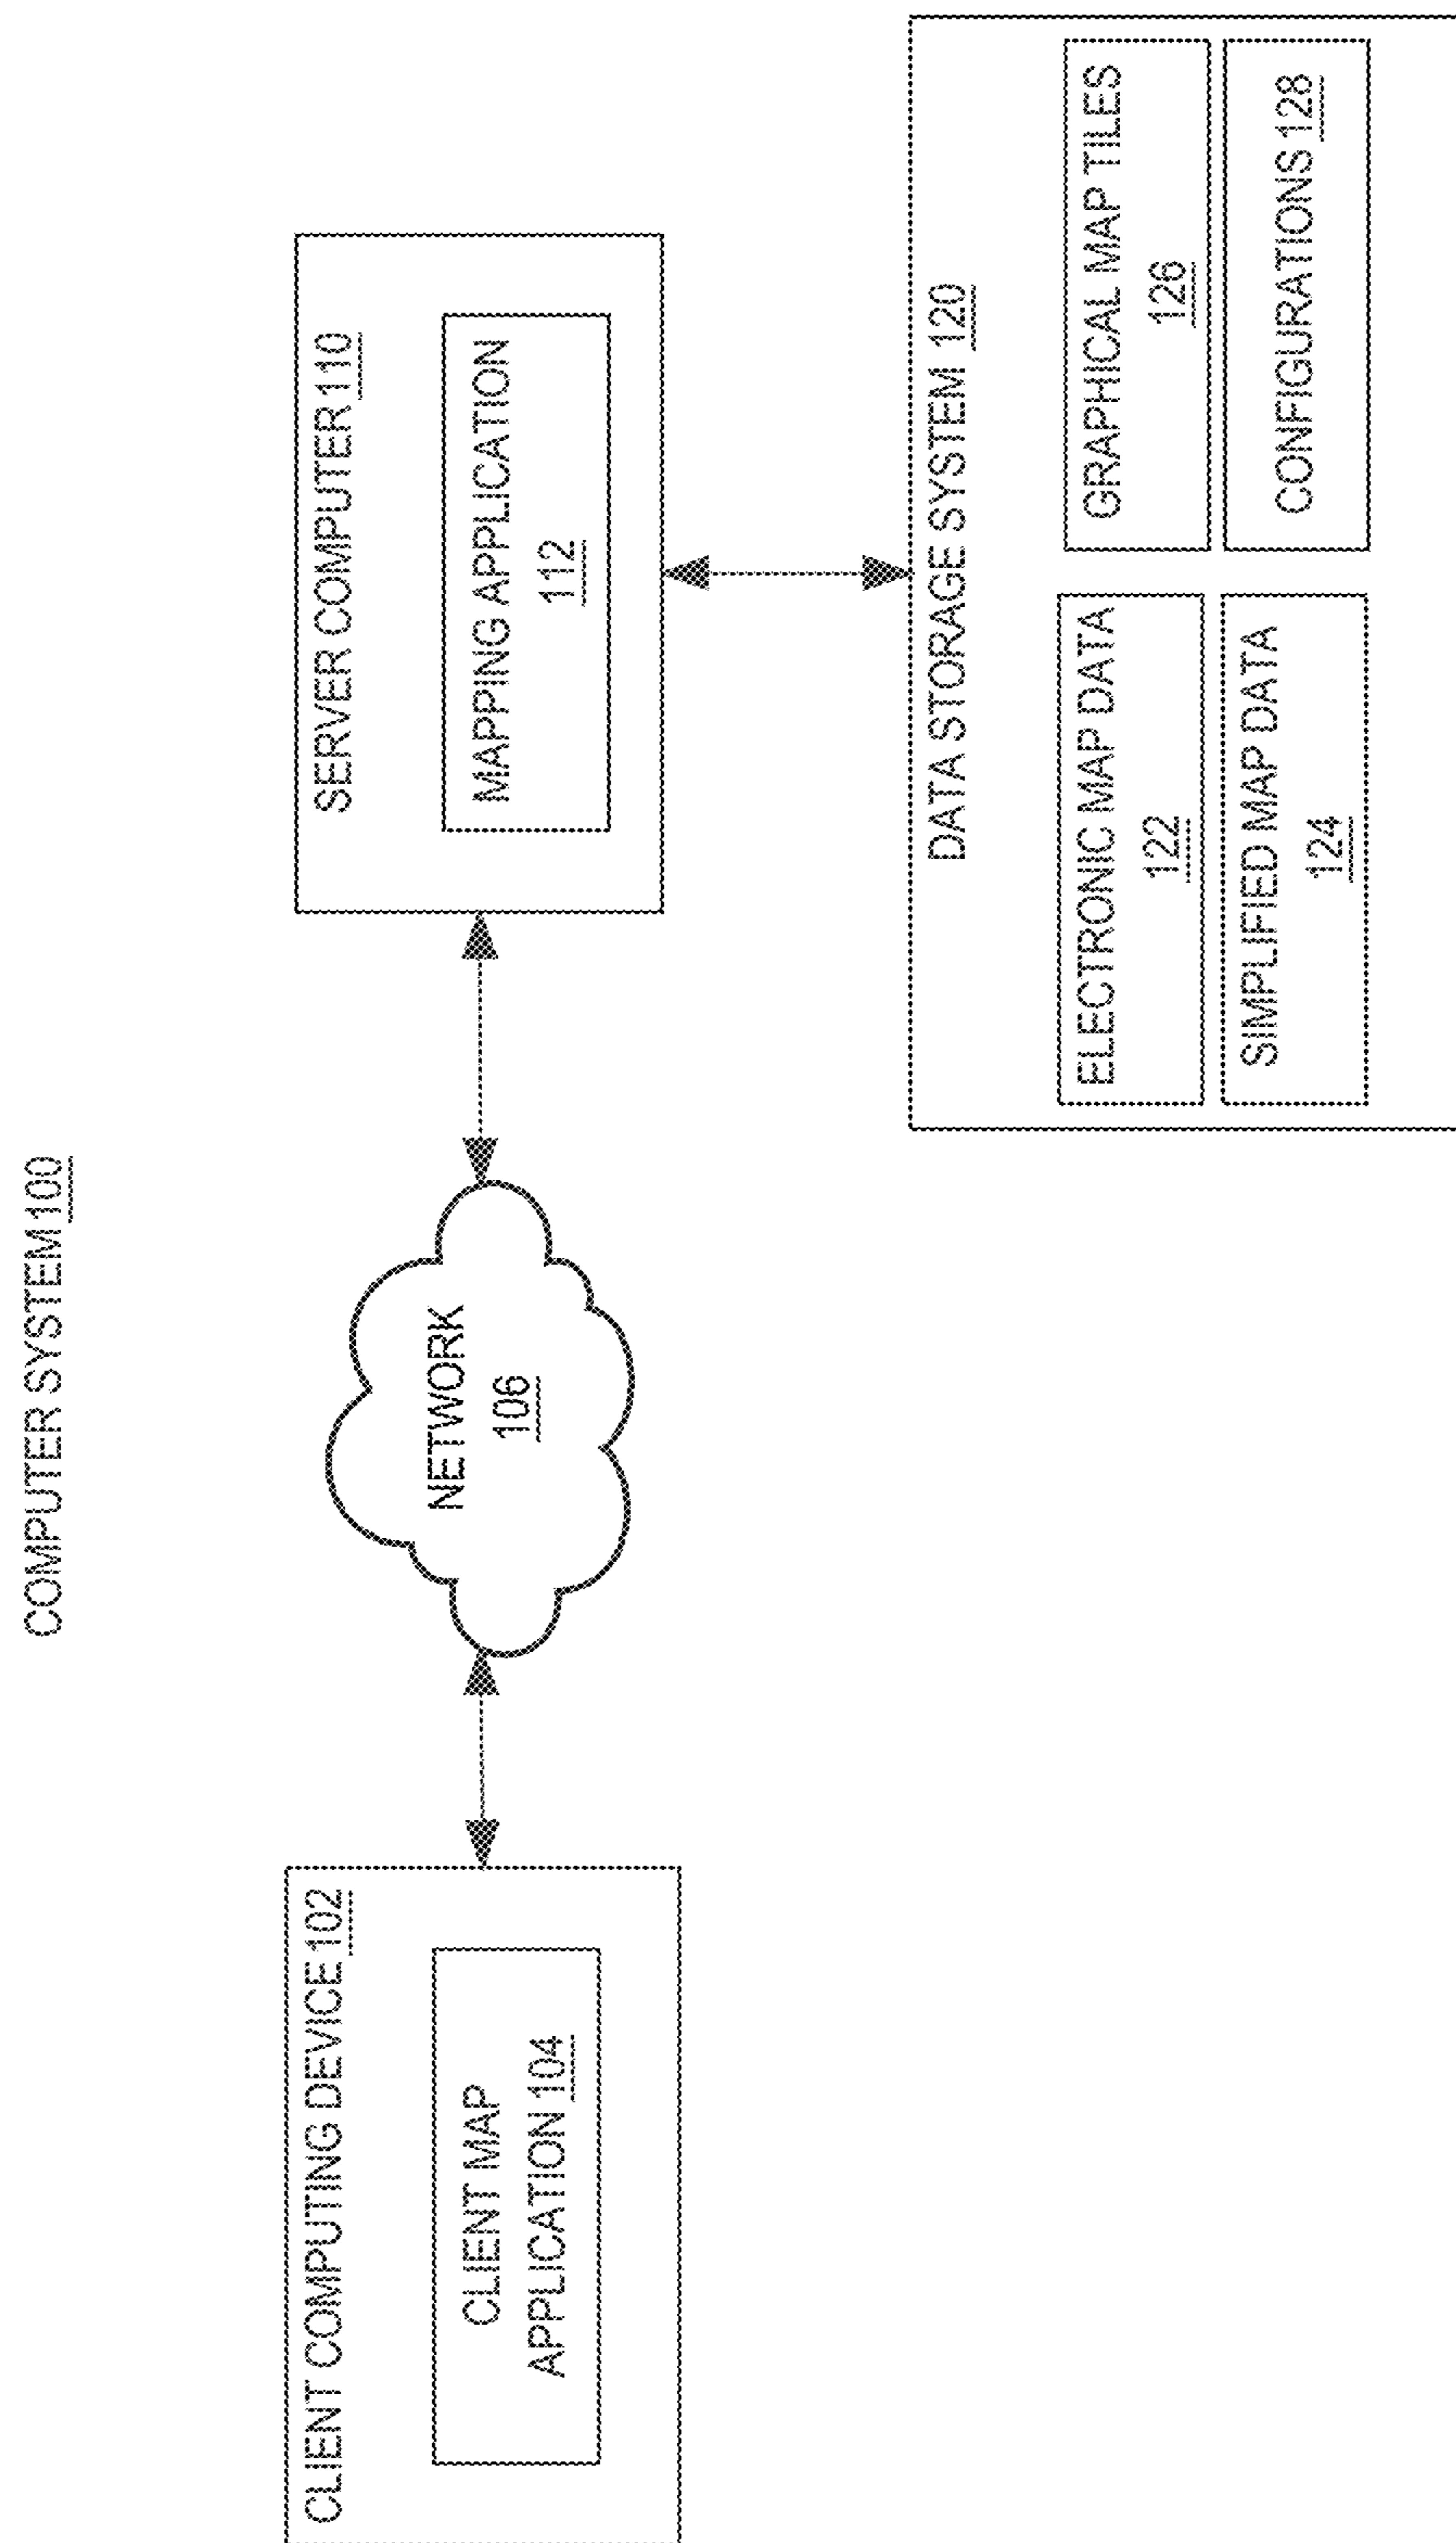 COMPUTER SYSTEM 100
CLIENT COMPUTING DEVICE 102
CLIENT MAP
APPLICATION 104
NETWORK
106
SERVER COMPUTER 110
MAPPING APPLICATION
112
DATA STORAGE SYSTEM 120
ELECTRONIC MAP DATA
122
GRAPHICAL MAP TILES
126
SIMPLIFIED MAP DATA
124
CONFIGURATIONS 128